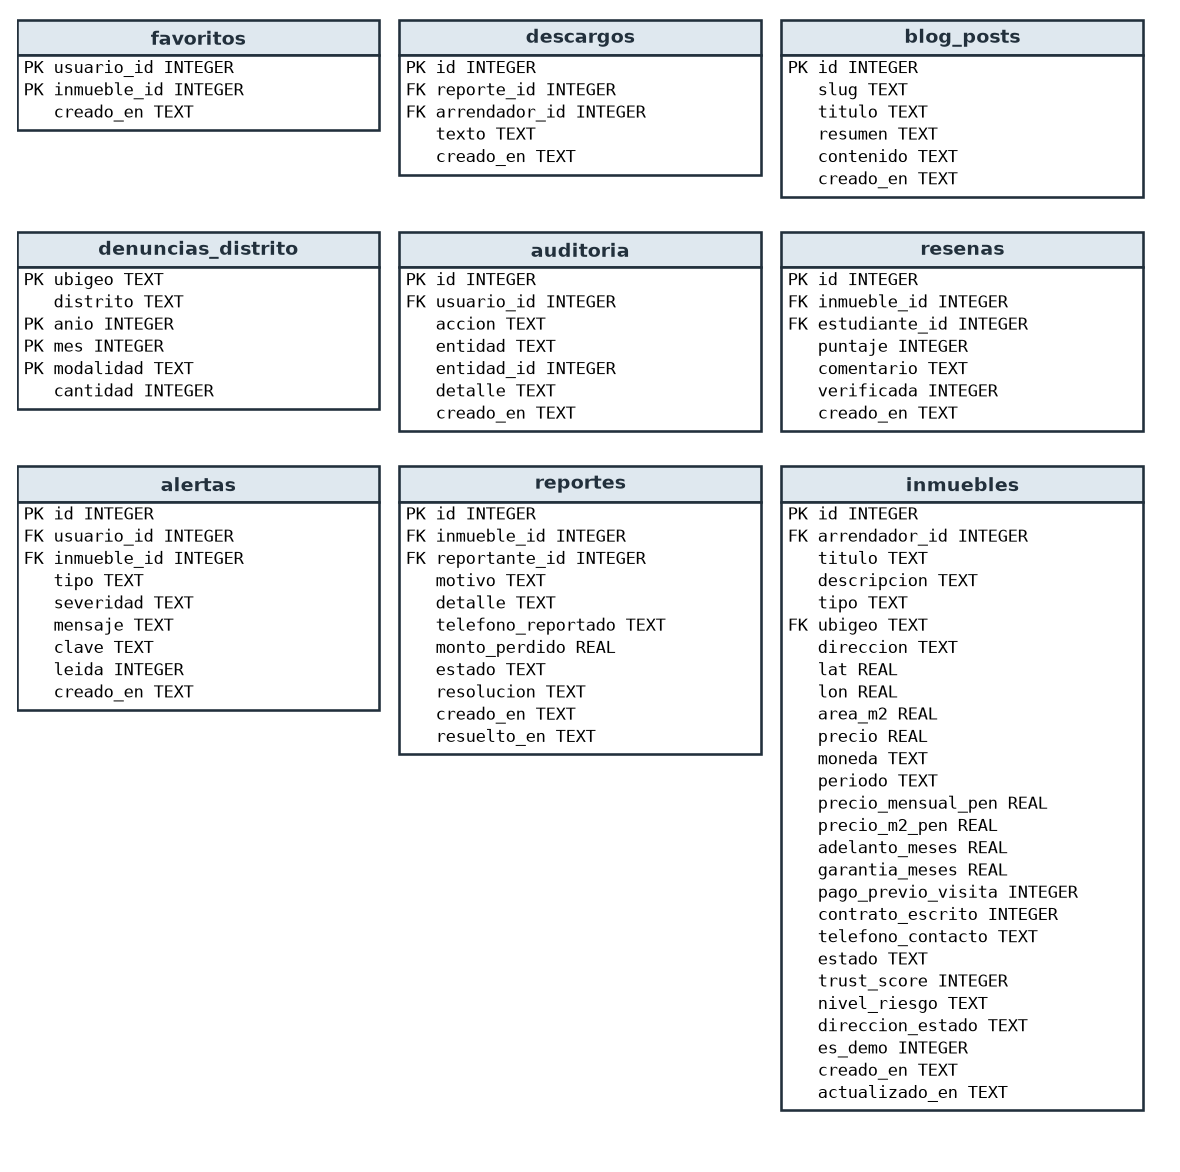 favoritos
PK usuario_id INTEGER
PK inmueble_id INTEGER
creado_en TEXT
descargos
PK id INTEGER
FK reporte_id INTEGER
FK arrendador_id INTEGER
texto TEXT
creado_en TEXT
blog_posts
PK id INTEGER
slug TEXT
titulo TEXT
resumen TEXT
contenido TEXT
creado_en TEXT
denuncias_distrito
PK ubigeo TEXT
distrito TEXT
PK anio INTEGER
PK mes INTEGER
PK modalidad TEXT
cantidad INTEGER
auditoria
PK id INTEGER
FK usuario_id INTEGER
accion TEXT
entidad TEXT
entidad_id INTEGER
detalle TEXT
creado_en TEXT
resenas
PK id INTEGER
FK inmueble_id INTEGER
FK estudiante_id INTEGER
puntaje INTEGER
comentario TEXT
verificada INTEGER
creado_en TEXT
alertas
PK id INTEGER
FK usuario_id INTEGER
FK inmueble_id INTEGER
tipo TEXT
severidad TEXT
mensaje TEXT
clave TEXT
leida INTEGER
creado_en TEXT
reportes
PK id INTEGER
FK inmueble_id INTEGER
FK reportante_id INTEGER
motivo TEXT
detalle TEXT
telefono_reportado TEXT
monto_perdido REAL
estado TEXT
resolucion TEXT
creado_en TEXT
resuelto_en TEXT
inmuebles
PK id INTEGER
FK arrendador_id INTEGER
titulo TEXT
descripcion TEXT
tipo TEXT
FK ubigeo TEXT
direccion TEXT
lat REAL
lon REAL
area_m2 REAL
precio REAL
moneda TEXT
periodo TEXT
precio_mensual_pen REAL
precio_m2_pen REAL
adelanto_meses REAL
garantia_meses REAL
pago_previo_visita INTEGER
contrato_escrito INTEGER
telefono_contacto TEXT
estado TEXT
trust_score INTEGER
nivel_riesgo TEXT
direccion_estado TEXT
es_demo INTEGER
creado_en TEXT
actualizado_en TEXT